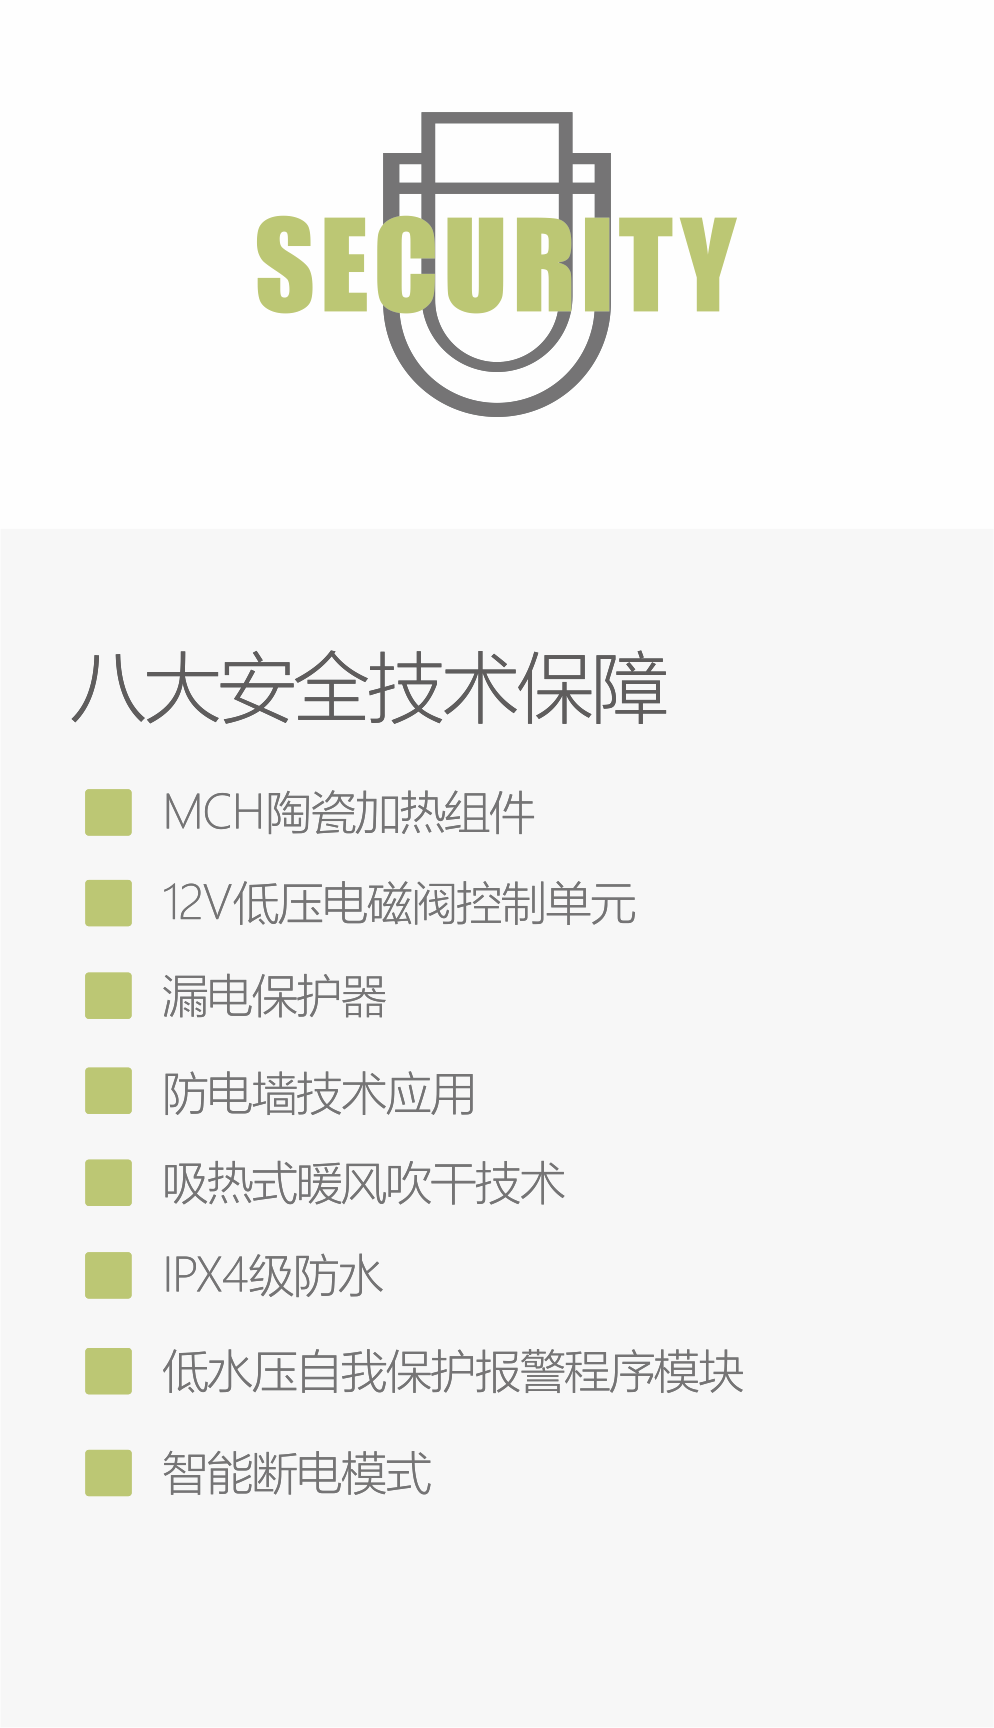 SECURITY
八大安全技术保障
MCH陶瓷加热组件
12V低压电磁阀控制单元
漏电保护器
防电墙技术应用
吸热式暖风吹干技术
IPX4级防水
低水压自我保护报警程序模块
智能断电模式